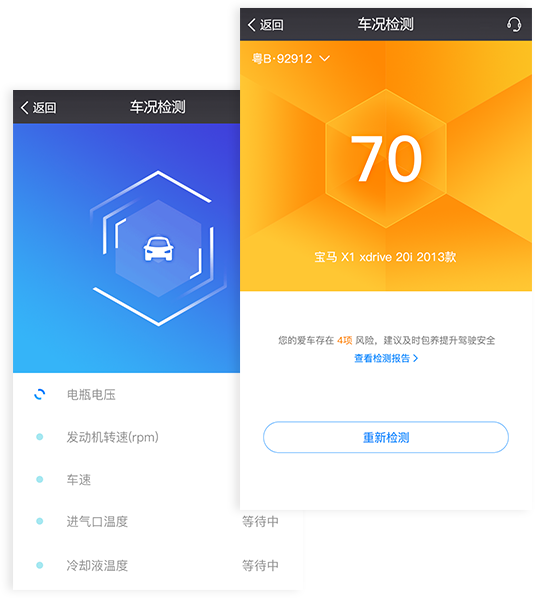 返回
车况检测
粤B·92912
70
宝马 X1 xdrive 20i 2013款
您的爱车存在 4项 风险，建议及时包养提升驾驶安全
查看检测报告
重新检测
返回
车况检测
电瓶电压
发动机转速(rpm)
车速
进气口温度 等待中
冷却液温度 等待中